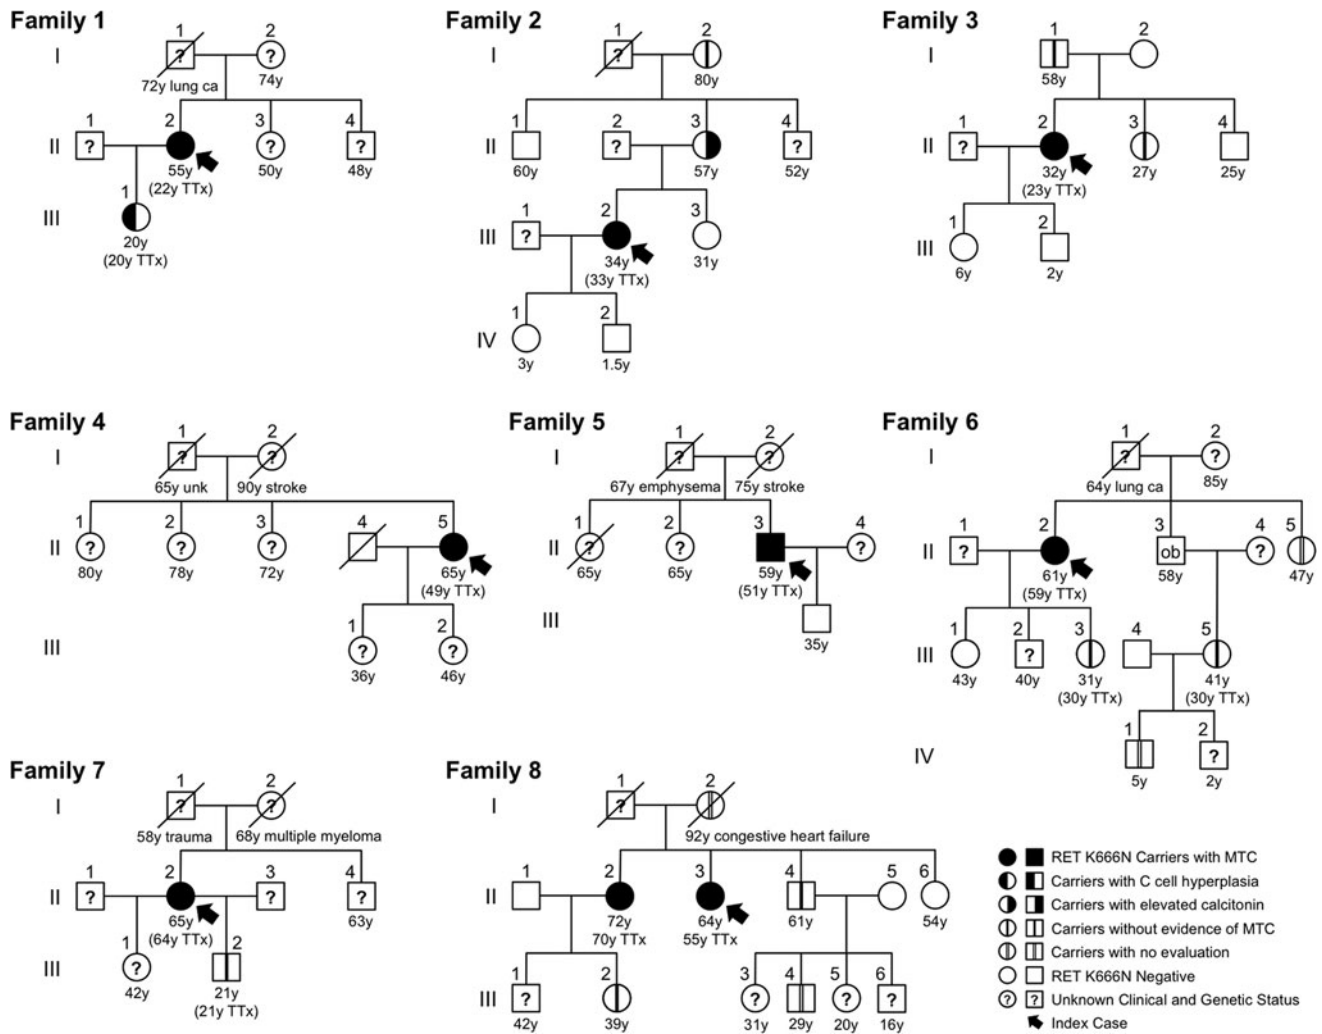 Family 1
I
1
2
?
?
72y lung ca
74y
II
1
2
3
4
?
?
?
55y
(22y TTx)
50y
48y
III
1
20y
(20y TTx)
Family 2
1
2
?
80y
1
2
3
4
?
?
60y
57y
52y
1
2
3
III
?
34y
(33y TTx)
31y
1
2
IV
3y
1.5y
Family 3
I
1
2
58y
II
1
2
3
4
?
32y
(23y TTx)
27y
25y
III
1
2
6y
2y
Family 4
I
1
2
?
?
65y unk
90y stroke
II
1
2
3
4
5
?
?
?
80y
78y
72y
65y
(49y TTx)
III
1
2
?
?
36y
46y
Family 5
I
1
2
?
?
67y emphysema
75y stroke
II
1
2
3
4
?
?
?
65y
65y
59y
(51y TTx)
III
35y
Family 6
I
1
2
?
?
64y lung ca
85y
II
1
2
3
4
5
?
ob
?
61y
(59y TTx)
58y
47y
III
1
2
3
4
5
?
43y
40y
31y
(30y TTx)
41y
(30y TTx)
IV
1
2
?
5y
2y
Family 7
I
1
2
?
?
58y trauma
68y multiple myeloma
II
1
2
3
4
?
?
?
65y
(64y TTx)
63y
III
1
2
?
42y
21y
(21y TTx)
Family 8
I
1
2
?
92y congestive heart failure
II
1
2
3
4
5
6
72y
70y TTx
64y
55y TTx
61y
54y
III
1
2
3
4
5
6
?
?
?
?
42y
39y
31y
29y
20y
16y
RET K666N Carriers with MTC
Carriers with C cell hyperplasia
Carriers with elevated calcitonin
Carriers without evidence of MTC
Carriers with no evaluation
RET K666N Negative
? ? Unknown Clinical and Genetic Status
Index Case